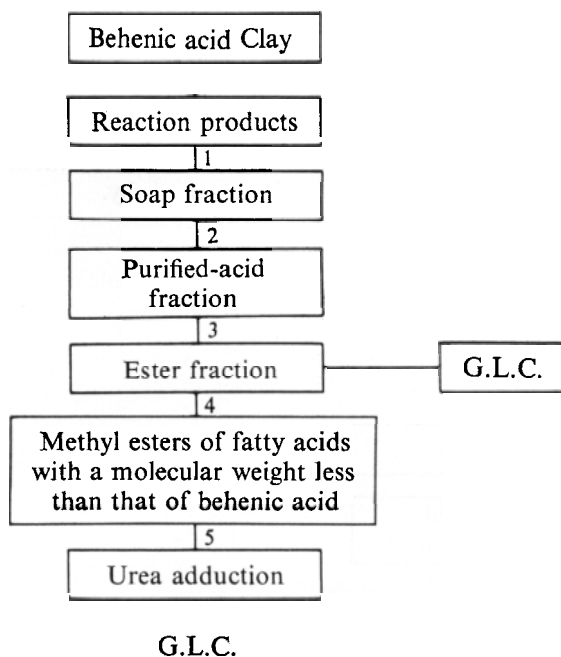 Behenic acid Clay
Reaction products
1
Soap fraction
2
Purified-acid
fraction
3
Ester fraction
G.L.C.
4
Methyl esters of fatty acids
with a molecular weight less
than that of behenic acid
5
Urea adduction
G.L.C.